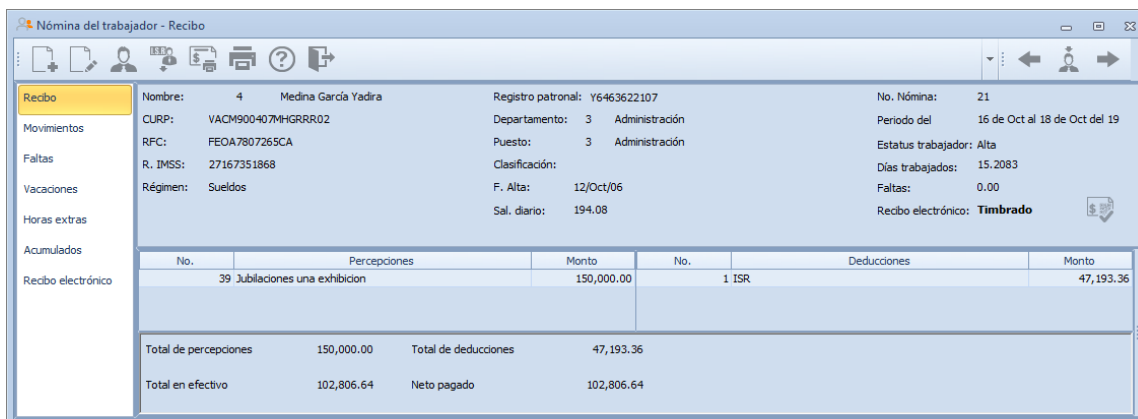 Nómina del trabajador - Recibo
Recibo
Movimientos
Faltas
Vacaciones
Horas extras
Acumulados
Recibo electrónico
Nombre: 4 Medina García Yadira Registro patronal: Y6463622107 No. Nómina: 21
CURP: VACM900407MHGRRR02 Departamento: 3 Administración Periodo del 16 de Oct al 18 de Oct del 19
RFC: FEOA7807265CA Puesto: 3 Administración Estatus trabajador: Alta
R. IMSS: 27167351868 Clasificación: Días trabajados: 15.2083
Régimen: Sueldos F. Alta: 12/Oct/06 Faltas: 0.00
Sal. diario: 194.08 Recibo electrónico: Timbrado
No. Percepciones Monto No. Deducciones Monto
39 Jubilaciones una exhibicion 150,000.00 1 ISR 47,193.36
Total de percepciones 150,000.00 Total de deducciones 47,193.36
Total en efectivo 102,806.64 Neto pagado 102,806.64